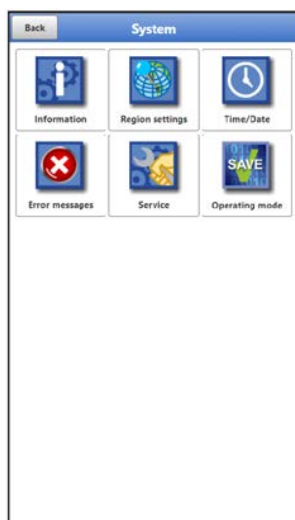 Back
System
Information
Region settings
Time/Date
Error messages
Service
SAVE
Operating mode